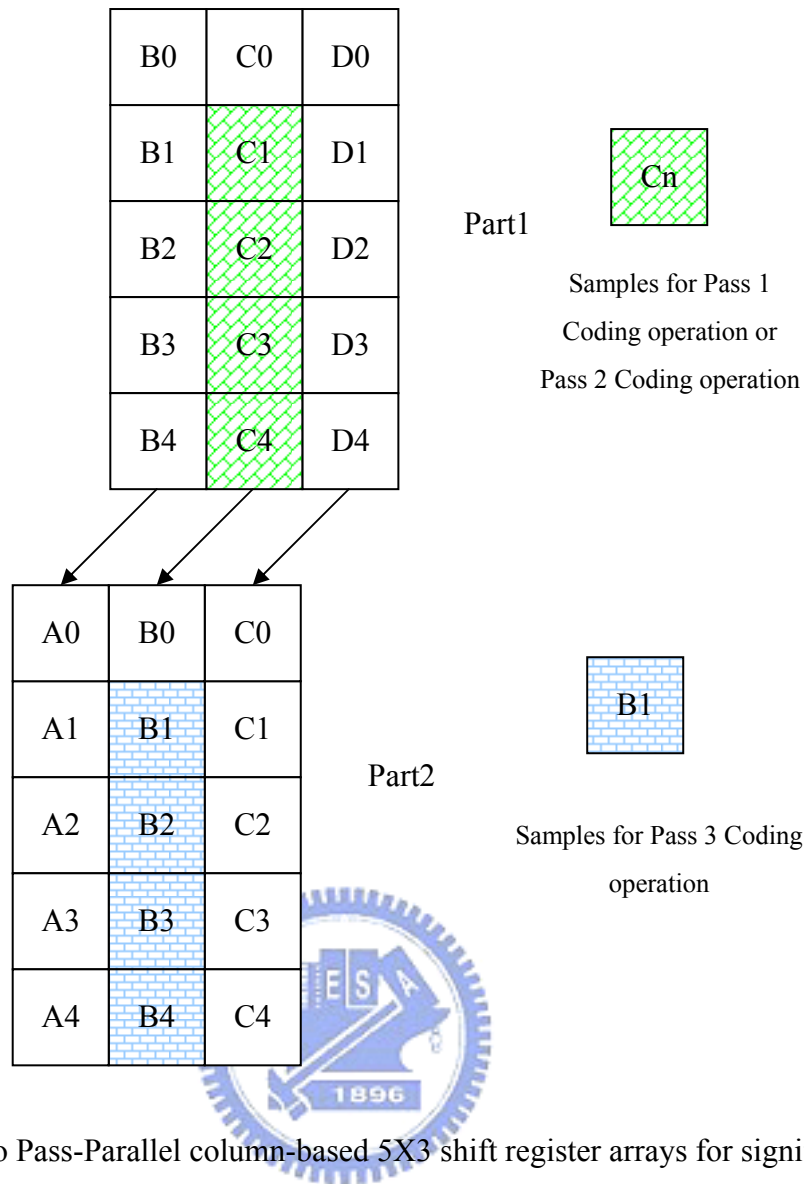 B0 C0 D0
B1 C1 D1
B2 C2 D2
B3 C3 D3
B4 C4 D4
Part1
Cn
Samples for Pass 1
Coding operation or
Pass 2 Coding operation
A0 B0 C0
A1 B1 C1
A2 B2 C2
A3 B3 C3
A4 B4 C4
Part2
B1
Samples for Pass 3 Coding
operation
E S A
1896
Pass-Parallel column-based 5X3 shift register arrays for